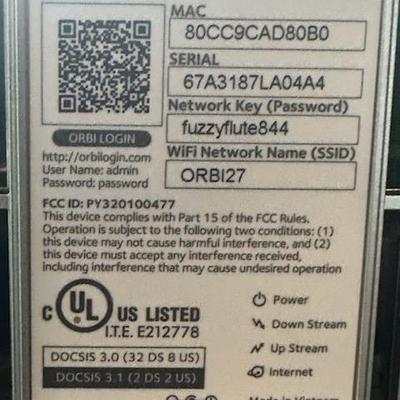 MAC
80CC9CAD80B0
SERIAL
67A3187LA04A4
Network Key (Password)
fuzzyflute844
WiFi Network Name (SSID)
ORBI27
ORBI LOGIN
http://orbilogin.com
User Name: admin
Password: password
FCC ID: PY320100477
This device complies with Part 15 of the FCC Rules.
Operation is subject to the following two conditions: (1)
this device may not cause harmful interference, and (2)
this device must accept any interference received,
including interference that may cause undesired operation
C UL US LISTED
I.T.E. E212778
DOCSIS 3.0 (32 DS 8 US)
DOCSIS 3.1 (2 DS 2 US)
Power
Down Stream
Up Stream
Internet
Made in Vietnam